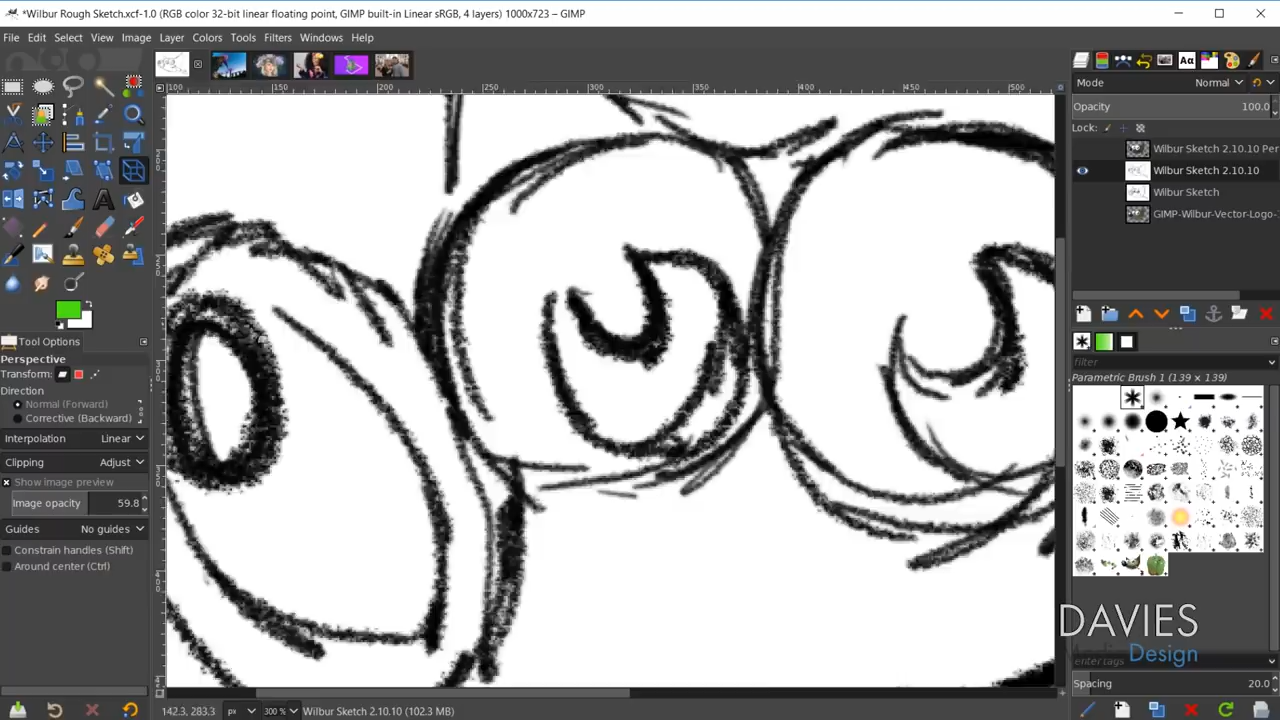 *Wilbur Rough Sketch.xcf-1.0 (RGB color 32-bit linear floating point, GIMP built-in Linear sRGB, 4 layers) 1000x723 – GIMP
File Edit Select View Image Layer Colors Tools Filters Windows Help
100 150 200 250 300 350 400 450 500
Mode Normal
Opacity 100.0
Lock:
Wilbur Sketch 2.10.10 Per
Wilbur Sketch 2.10.10
Wilbur Sketch
GIMP-Wilbur-Vector-Logo-
Tool Options
Perspective
Transform:
Direction
Normal (Forward)
Corrective (Backward)
Interpolation Linear
Clipping Adjust
Show image preview
Image opacity 59.8
Guides No guides
Constrain handles (Shift)
Around center (Ctrl)
filter
Parametric Brush 1 (139 × 139)
DAVIES
Design
enter tags
Spacing 20.0
142.3, 283.3 px 300 % Wilbur Sketch 2.10.10 (102.3 MB)